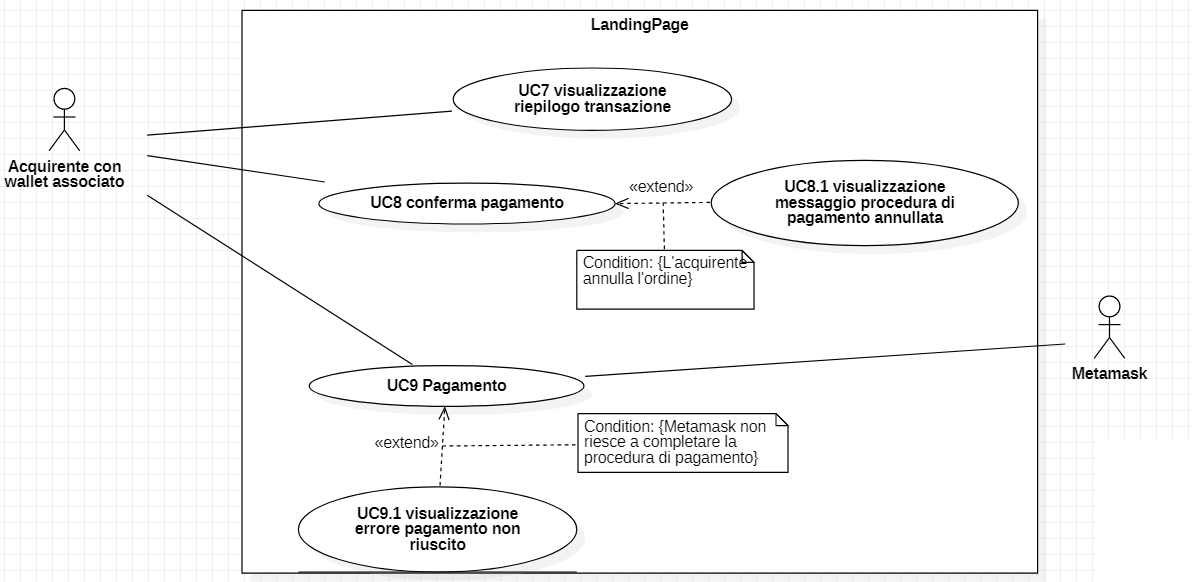 LandingPage
UC7 visualizzazione
riepilogo transazione
Acquirente con
wallet associato
UC8 conferma pagamento
«extend»
UC8.1 visualizzazione
messaggio procedura di
pagamento annullata
Condition: {L'acquirente
annulla l'ordine}
Metamask
UC9 Pagamento
«extend»
Condition: {Metamask non
riesce a completare la
procedura di pagamento}
UC9.1 visualizzazione
errore pagamento non
riuscito